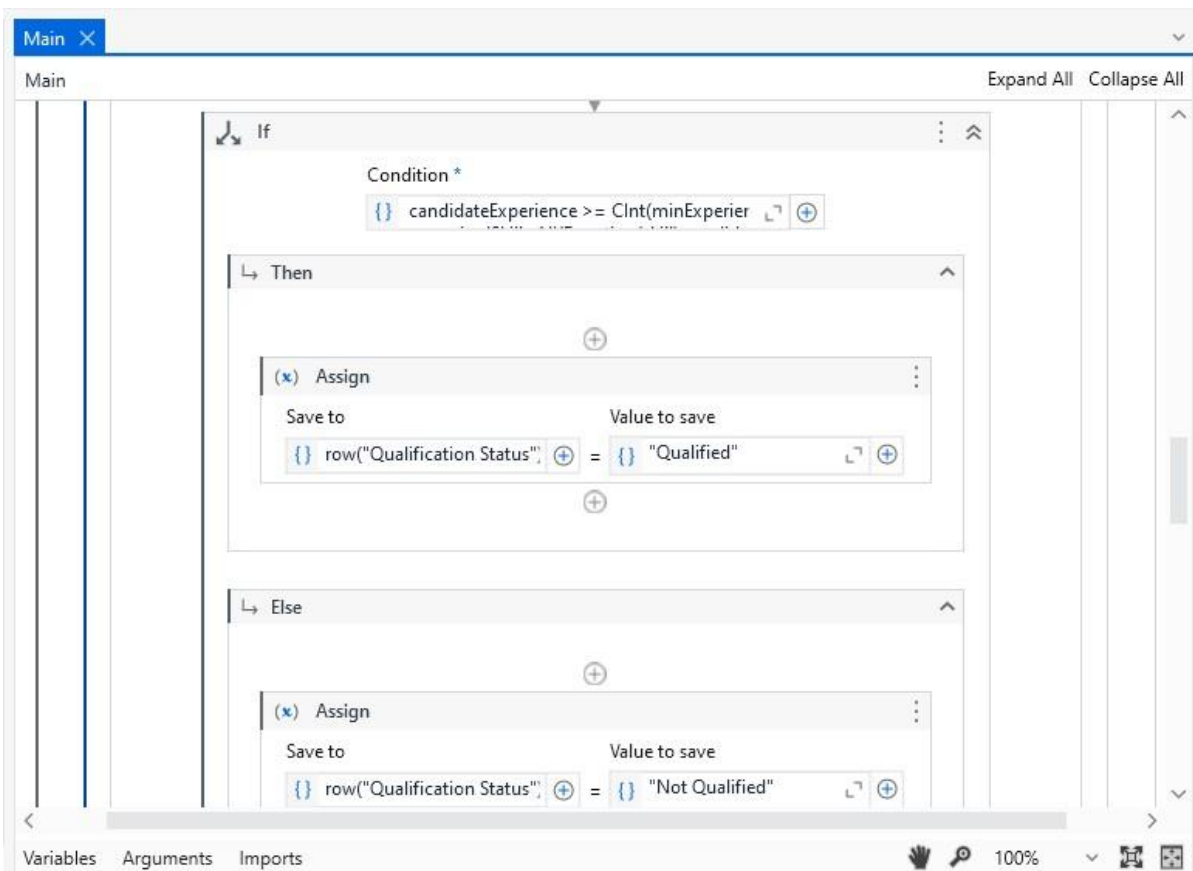 Main
Main Expand All Collapse All
If
Condition *
{} candidateExperience >= CInt(minExperier
Then
(x) Assign
Save to Value to save
{} row("Qualification Status") = {} "Qualified"
Else
(x) Assign
Save to Value to save
{} row("Qualification Status") = {} "Not Qualified"
Variables Arguments Imports 100%